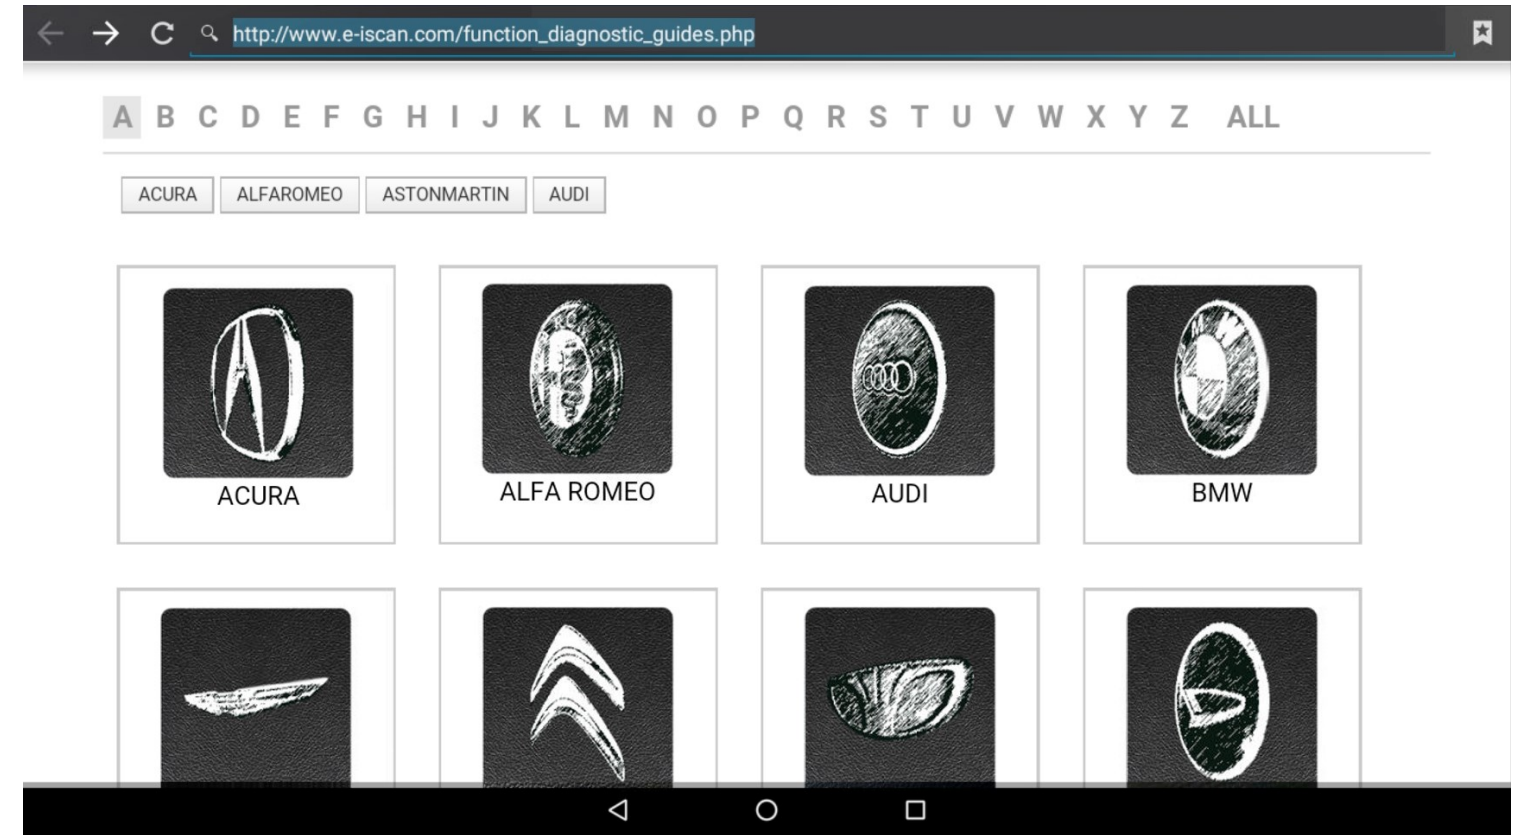 http://www.e-iscan.com/function_diagnostic_guides.php
A B C D E F G H I J K L M N O P Q R S T U V W X Y Z ALL
ACURA ALFAROMEO ASTONMARTIN AUDI
ACURA ALFA ROMEO AUDI BMW